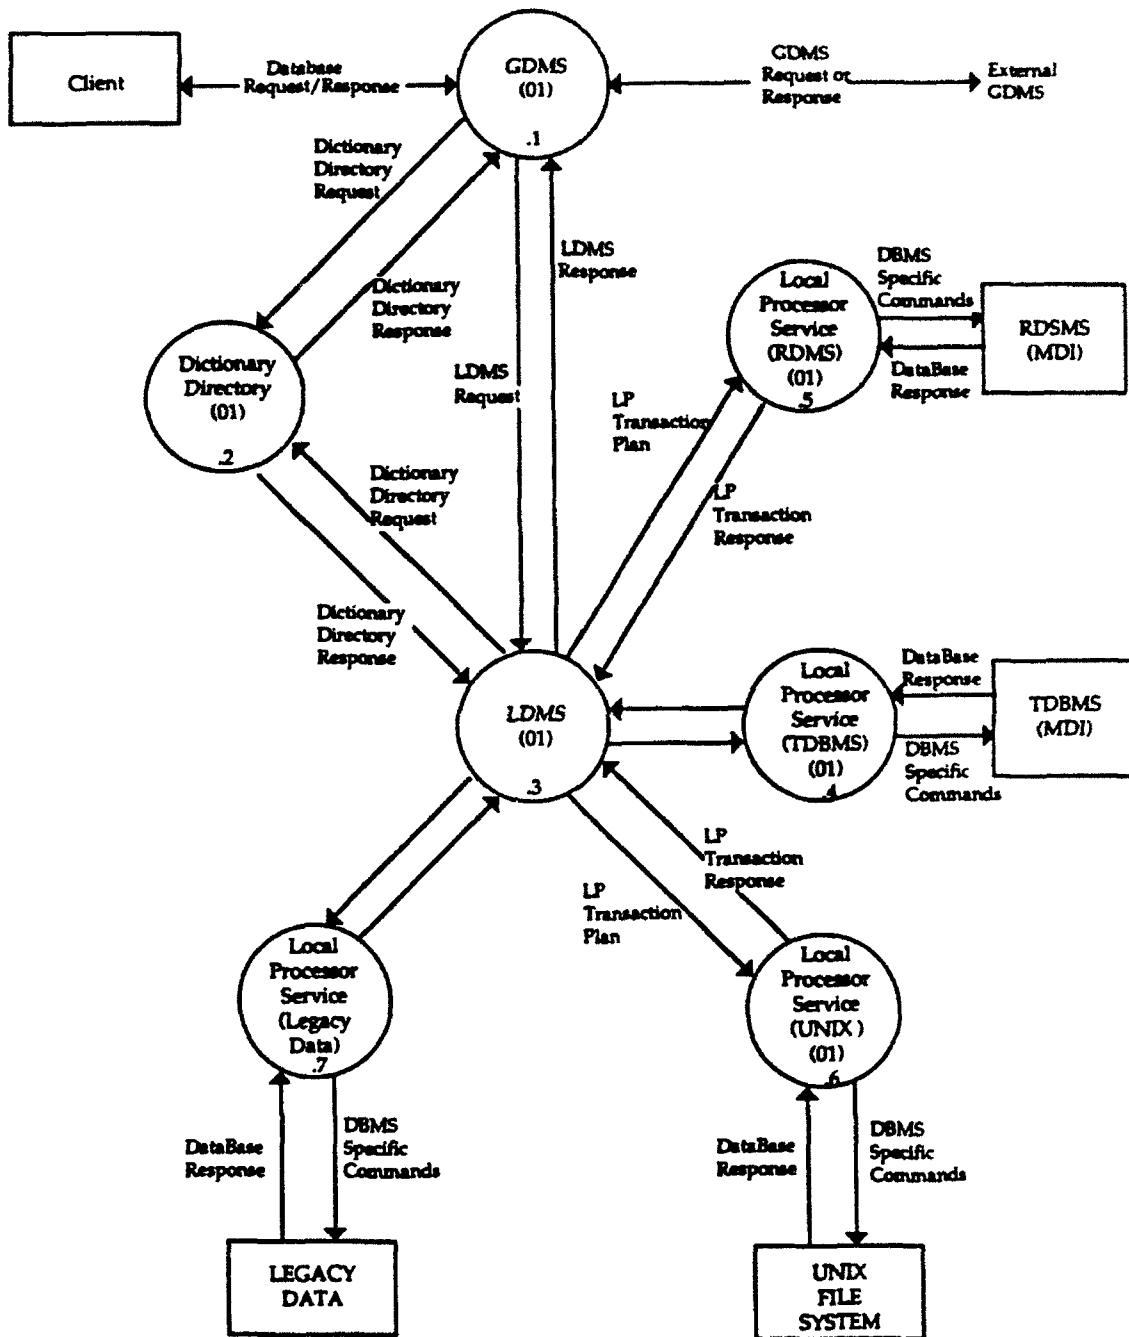 Client
Database
Request/Response
GDMS
(01)
.1
GDMS
Request or
Response
External
GDMS
Dictionary
Directory
Request
Dictionary
Directory
Response
LDMS
Response
LDMS
Request
Dictionary
Directory
(01)
.2
Local
Processor
Service
(RDMS)
(01)
.5
DBMS
Specific
Commands
DataBase
Response
RDSMS
(MDI)
LP
Transaction
Plan
LP
Transaction
Response
Dictionary
Directory
Request
Dictionary
Directory
Response
LDMS
(01)
.3
Local
Processor
Service
(TDBMS)
(01)
.4
DataBase
Response
DBMS
Specific
Commands
TDBMS
(MDI)
LP
Transaction
Response
LP
Transaction
Plan
Local
Processor
Service
(Legacy
Data)
.7
Local
Processor
Service
(UNIX )
(01)
.6
DataBase
Response
DBMS
Specific
Commands
DataBase
Response
DBMS
Specific
Commands
LEGACY
DATA
UNIX
FILE
SYSTEM